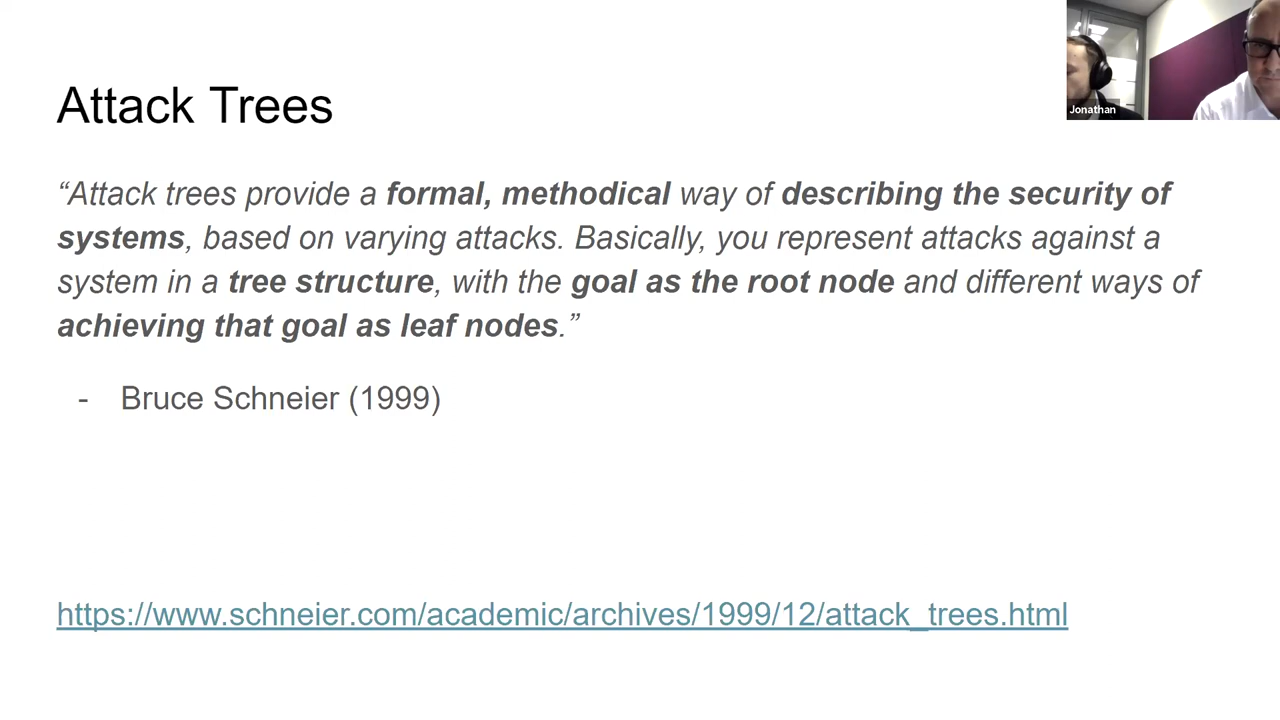 Attack Trees
“Attack trees provide a formal, methodical way of describing the security of
systems, based on varying attacks. Basically, you represent attacks against a
system in a tree structure, with the goal as the root node and different ways of
achieving that goal as leaf nodes.”
- Bruce Schneier (1999)
https://www.schneier.com/academic/archives/1999/12/attack_trees.html
Jonathan